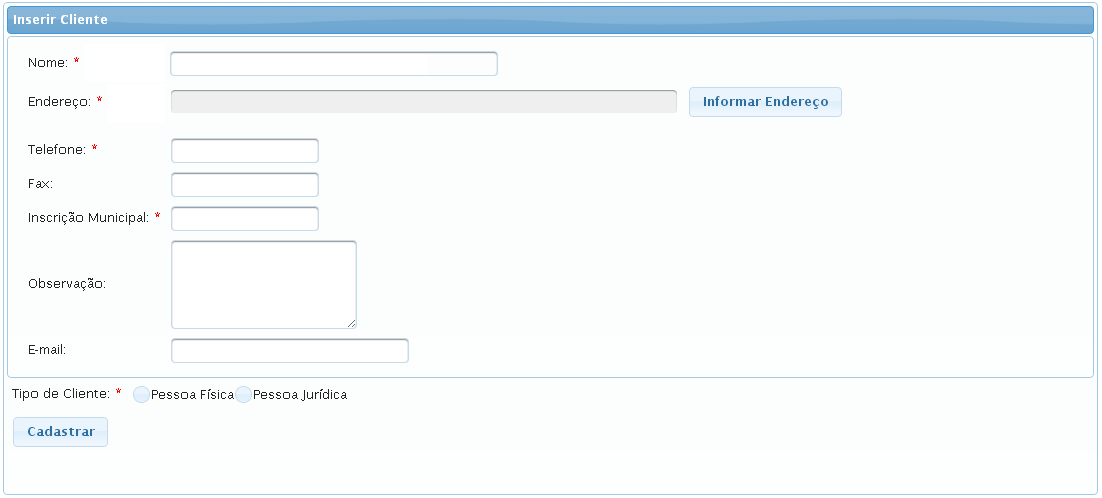 Inserir Cliente
Nome: *
Endereço: * Informar Endereço
Telefone: *
Fax:
Inscrição Municipal: *
Observação:
E-mail:
Tipo de Cliente: * Pessoa Física Pessoa Jurídica
Cadastrar